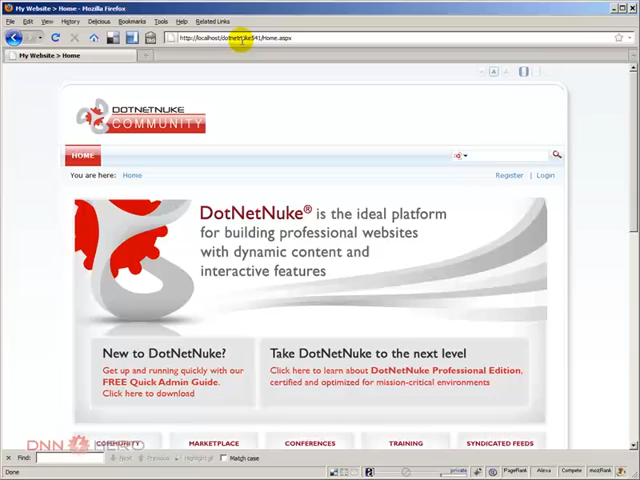 My Website > Home - Mozilla Firefox
File Edit View History Delicious Bookmarks Tools Help Related Links
http://localhost/dotnetnuke541/Home.aspx
My Website > Home
A
DOTNETNUKE
COMMUNITY
HOME
You are here: Home
Register | Login
DotNetNuke® is the ideal platform
for building professional websites
with dynamic content and
interactive features
New to DotNetNuke?
Get up and running quickly with our
FREE Quick Admin Guide.
Click here to download
Take DotNetNuke to the next level
Click here to learn about DotNetNuke Professional Edition,
certified and optimized for mission-critical environments
COMMUNITY MARKETPLACE CONFERENCES TRAINING SYNDICATED FEEDS
DNN HERO
Find: Next Previous Highlight all Match case
Done
private PageRank Alexa Compete mozRank